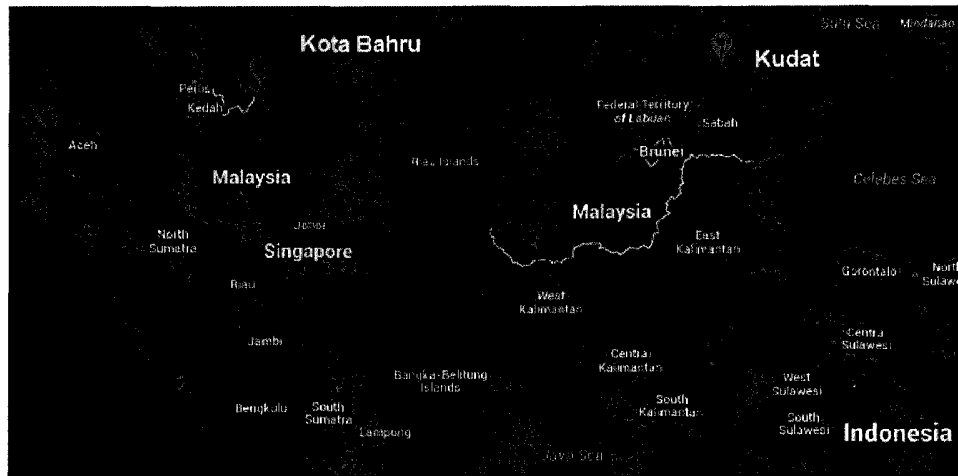 Sulu Sea
Mindanao
Kota Bahru
Kudat
Perlis
Kedah
Federal Territory
of Labuan
Sabah
Aceh
Brunei
Riau Islands
Malaysia
Celebes Sea
Malaysia
Johor
North
Sumatra
Singapore
East
Kalimantan
Gorontalo
North
Sulawe
Riau
West
Kalimantan
Jambi
Central
Sulawesi
Central
Kalimantan
Bangka-Belitung
Islands
West
Sulawesi
Bengkulu
South
Sumatra
South
Kalimantan
South
Sulawesi
Lampung
Indonesia
Java Sea